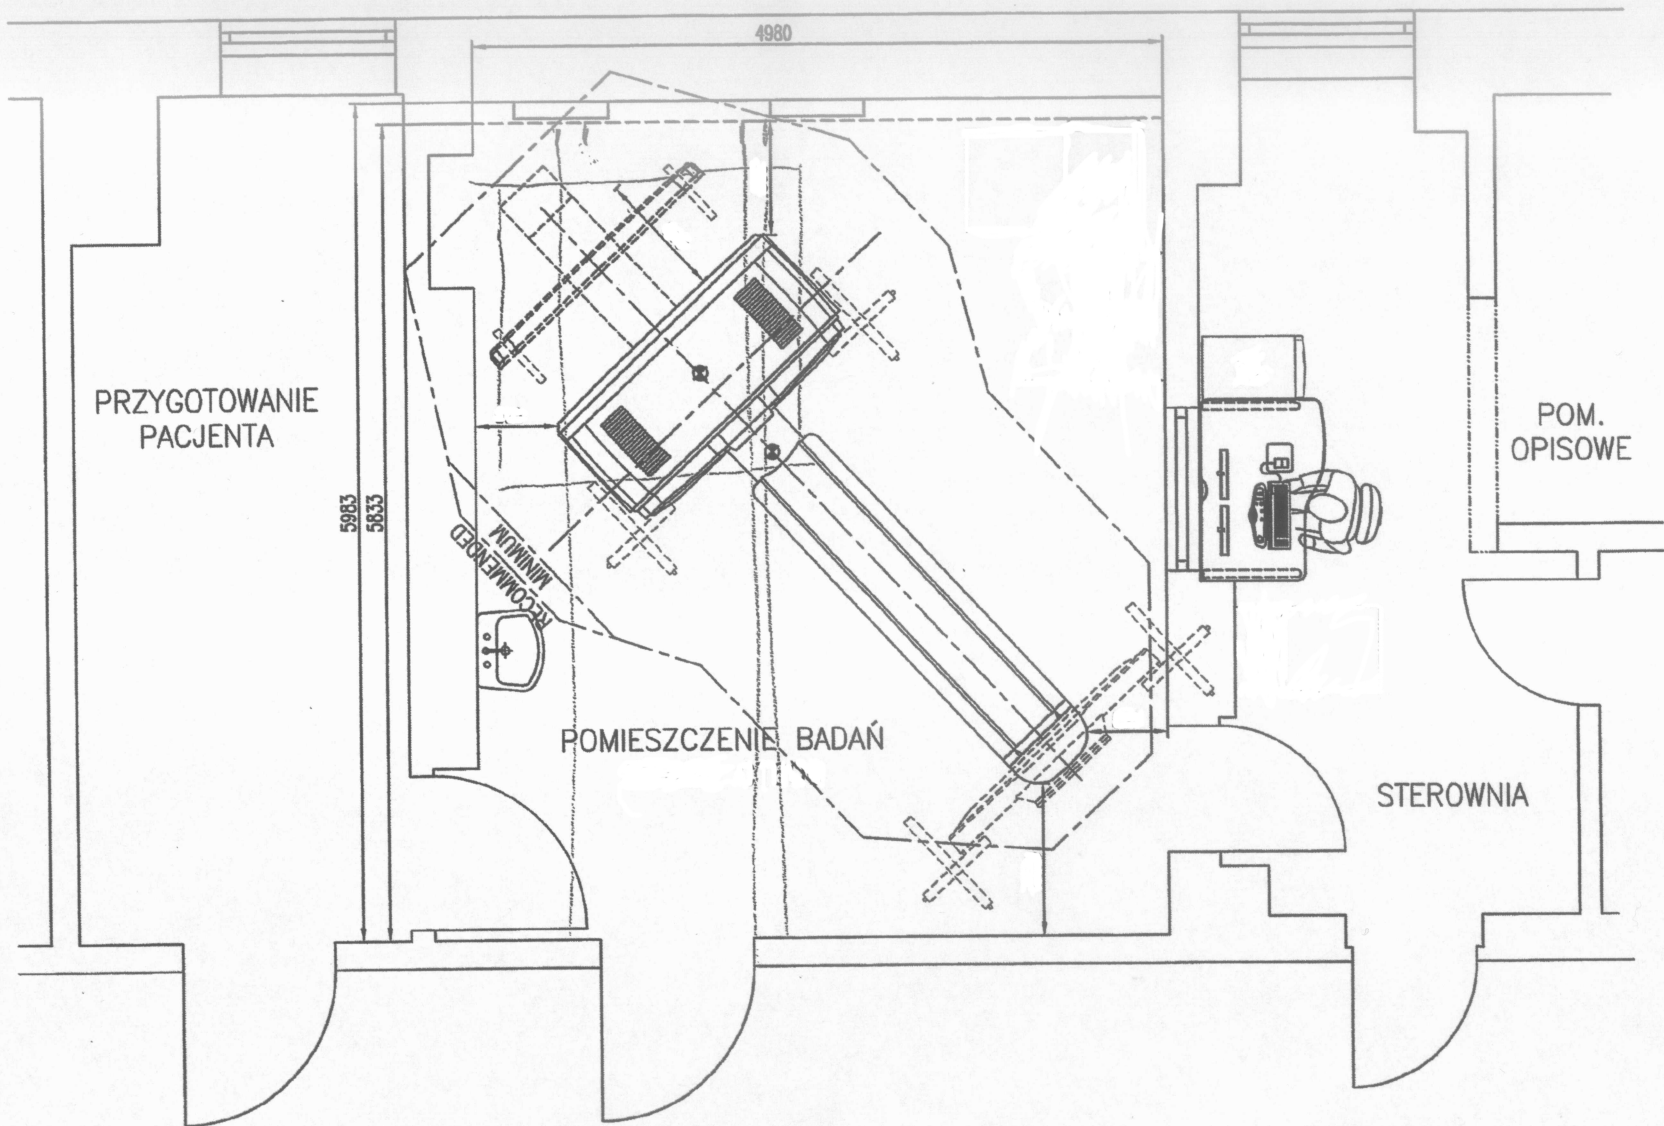 4980
PRZYGOTOWANIE
PACJENTA
5983
5833
RECOMMENDED
MINIMUM
POM.
OPISOWE
POMIESZCZENIE BADAŃ
STEROWNIA